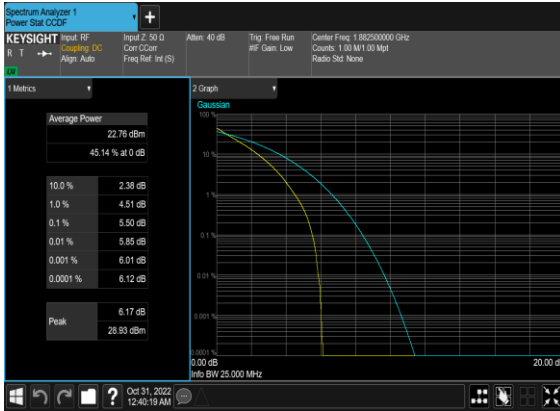 Spectrum Analyzer 1
Power Stat CCDF
+
KEYSIGHT Input: RF Input Z: 50 Ω Atten: 40 dB Trig: Free Run Center Freq: 1.882500000 GHz
R T Coupling: DC Corr CCorr #IF Gain: Low Counts: 1.00 M/1.00 Mpt
Align: Auto Freq Ref: Int (S) Radio Std: None
1 Metrics
Average Power
22.76 dBm
45.14 % at 0 dB
10.0 % 2.38 dB
1.0 % 4.51 dB
0.1 % 5.50 dB
0.01 % 5.85 dB
0.001 % 6.01 dB
0.0001 % 6.12 dB
Peak
6.17 dB
28.93 dBm
2 Graph
Gaussian
100 %
10 %
1 %
0.1 %
0.01 %
0.001 %
0.0001 %
0.00 dB 20.00 d
Info BW 25.000 MHz
?
Oct 31, 2022
12:40:19 AM